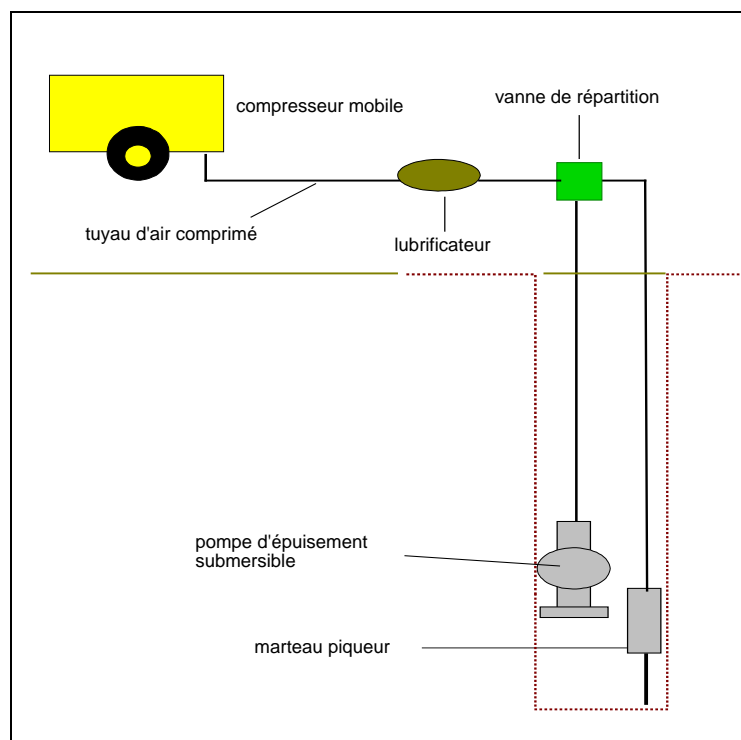 vanne de répartition
compresseur mobile
tuyau d'air comprimé
lubrificateur
pompe d'épuisement
submersible
marteau piqueur